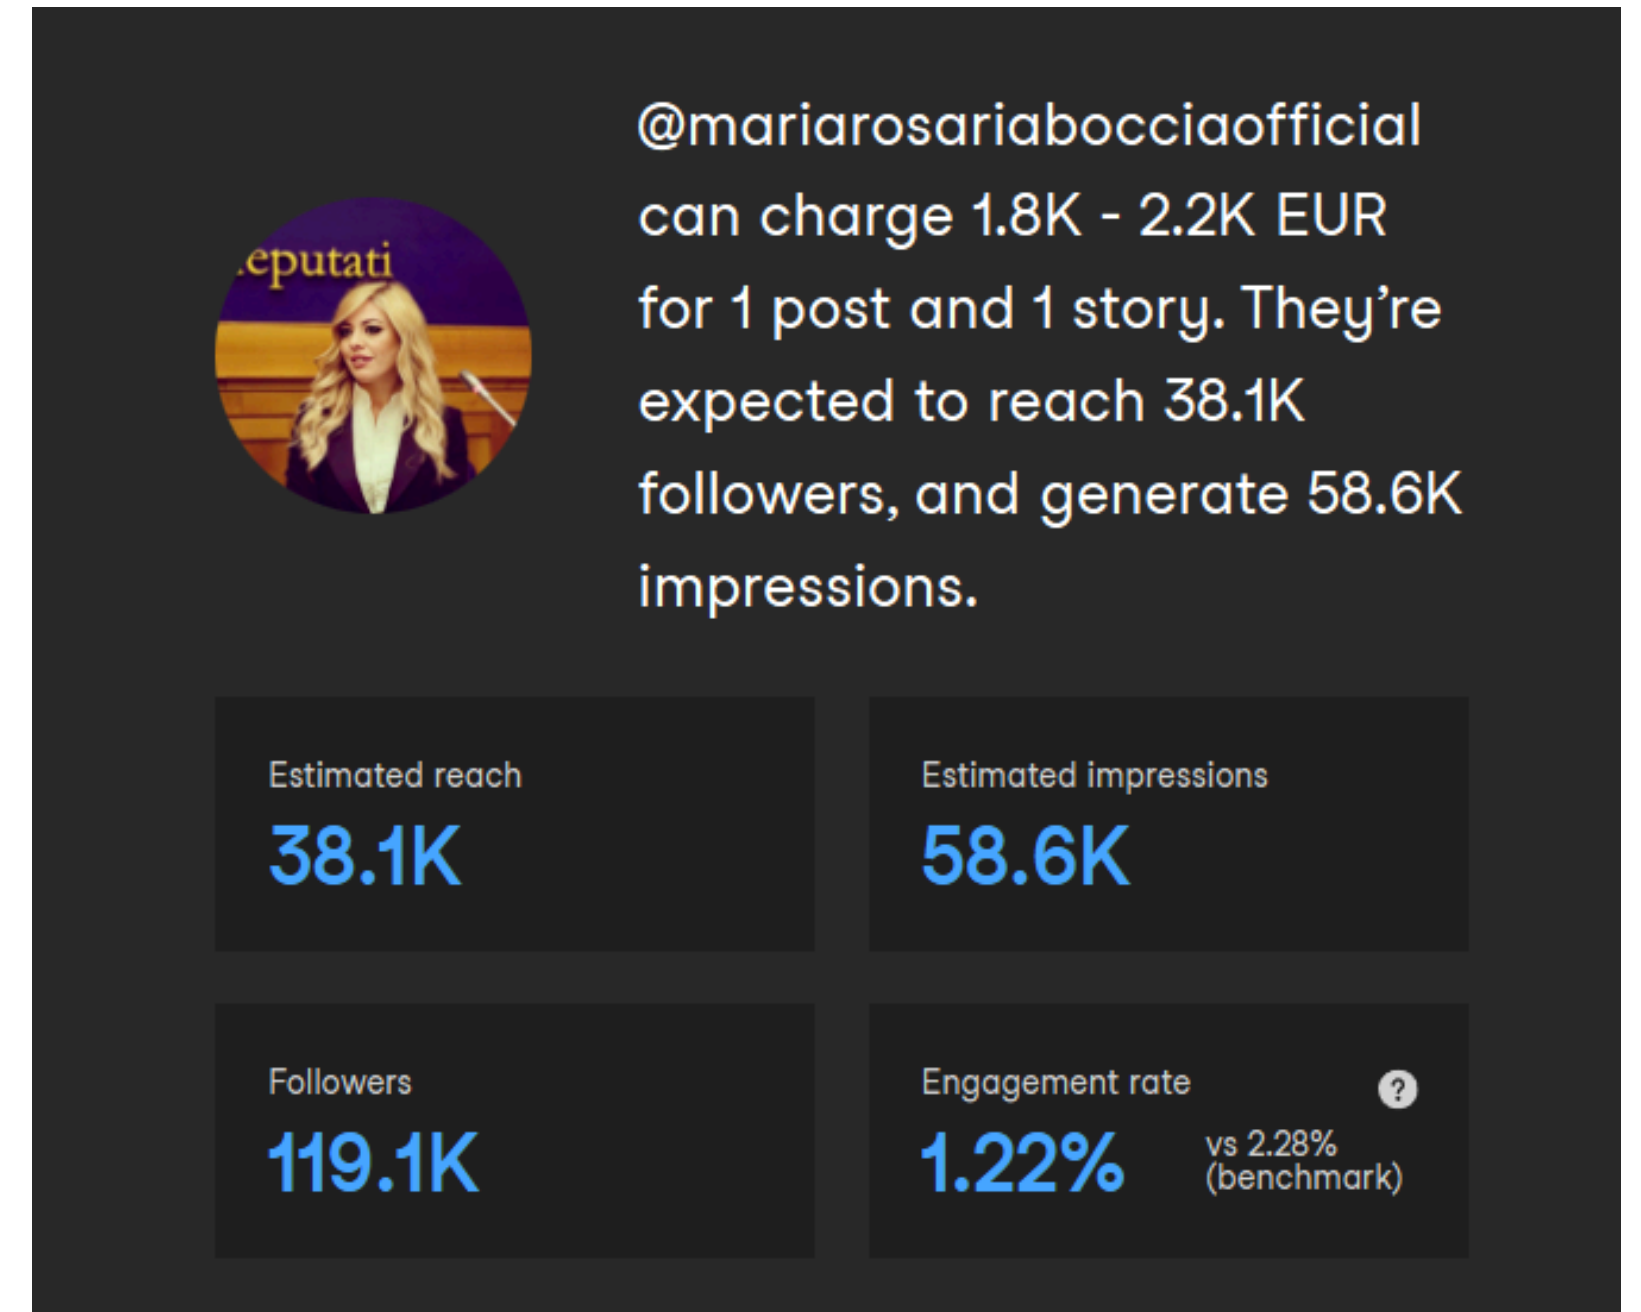 @mariarosariabocciaofficial
can charge 1.8K - 2.2K EUR
for 1 post and 1 story. They’re
expected to reach 38.1K
followers, and generate 58.6K
impressions.
.eputati
Estimated reach
38.1K
Estimated impressions
58.6K
Followers
119.1K
Engagement rate
?
1.22%
vs 2.28%
(benchmark)